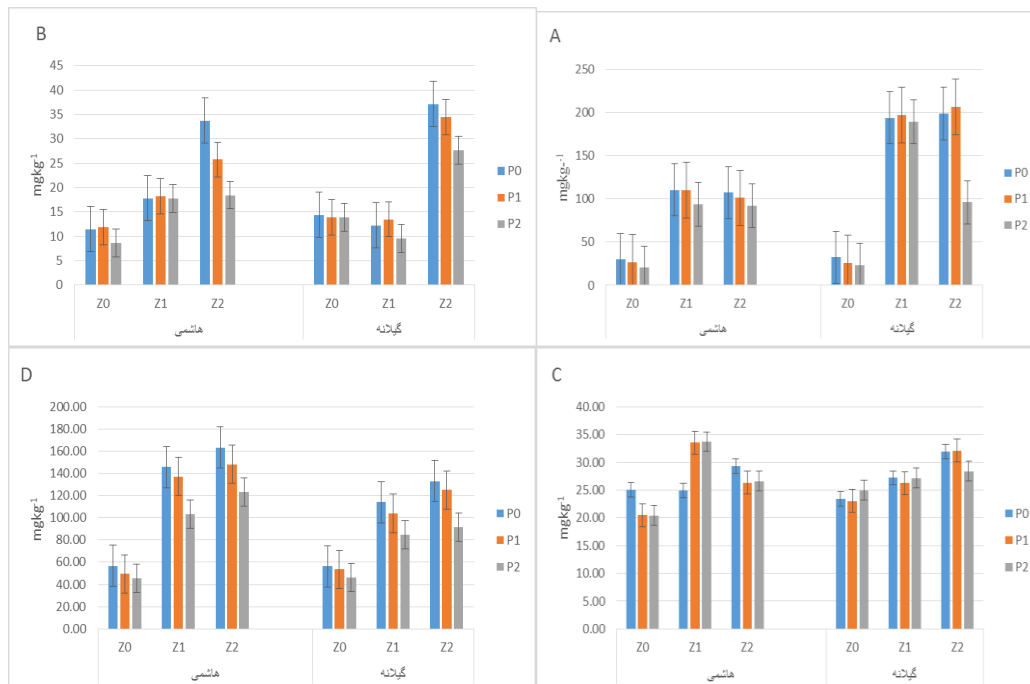 B
45
40
35
30
25
20
15
10
5
0
mgkg-1
Z0 Z1 Z2 Z0 Z1 Z2
هاشمی گیلانه
P0
P1
P2
A
250
200
150
100
50
0
mgkg-1
Z0 Z1 Z2 Z0 Z1 Z2
هاشمی گیلانه
P0
P1
P2
D
200.00
180.00
160.00
140.00
120.00
100.00
80.00
60.00
40.00
20.00
0.00
mgkg-1
Z0 Z1 Z2 Z0 Z1 Z2
هاشمی گیلانه
P0
P1
P2
C
40.00
35.00
30.00
25.00
20.00
15.00
10.00
5.00
0.00
mgkg-1
Z0 Z1 Z2 Z0 Z1 Z2
هاشمی گیلانه
P0
P1
P2